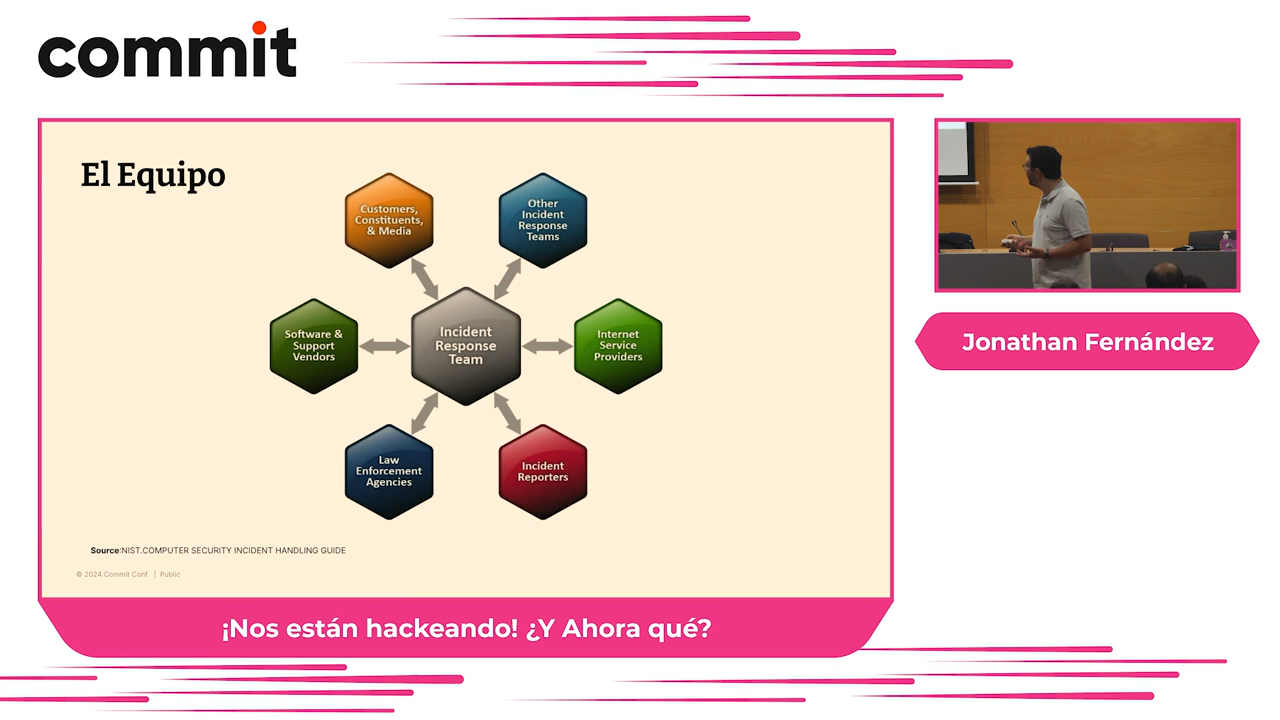 commit
El Equipo
Customers,
Constituents,
& Media
Other
Incident
Response
Teams
Software &
Support
Vendors
Incident
Response
Team
Internet
Service
Providers
Law
Enforcement
Agencies
Incident
Reporters
Source:NIST.COMPUTER SECURITY INCIDENT HANDLING GUIDE
© 2024 Commit Conf | Public
Jonathan Fernández
¡Nos están hackeando! ¿Y Ahora qué?